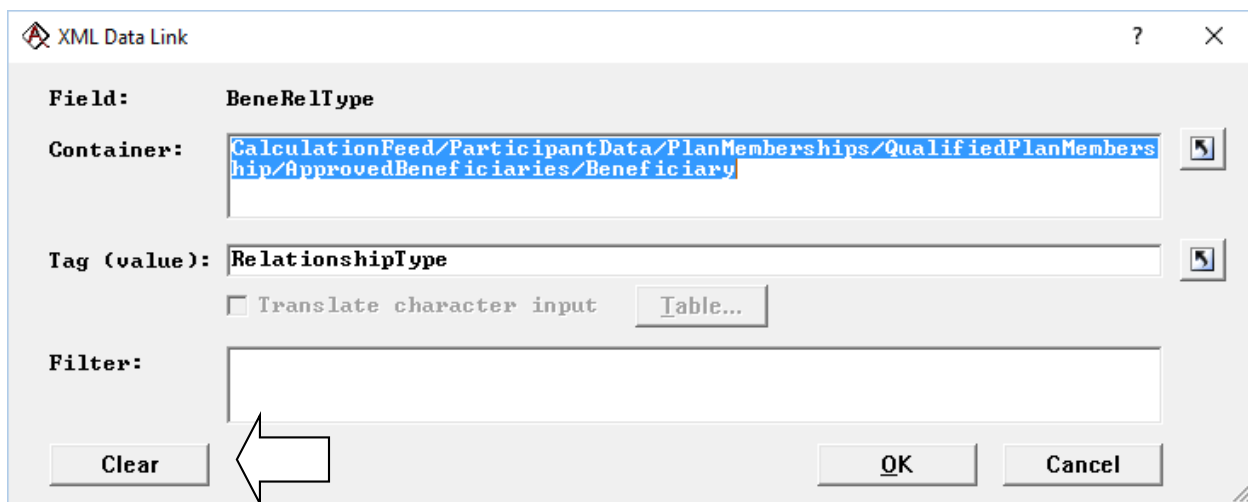 XML Data Link
Field: BeneRelType
Container: CalculationFeed/ParticipantData/PlanMemberships/QualifiedPlanMembers
hip/ApprovedBeneficiaries/Beneficiary
Tag (value): RelationshipType
Translate character input Table...
Filter:
Clear OK Cancel